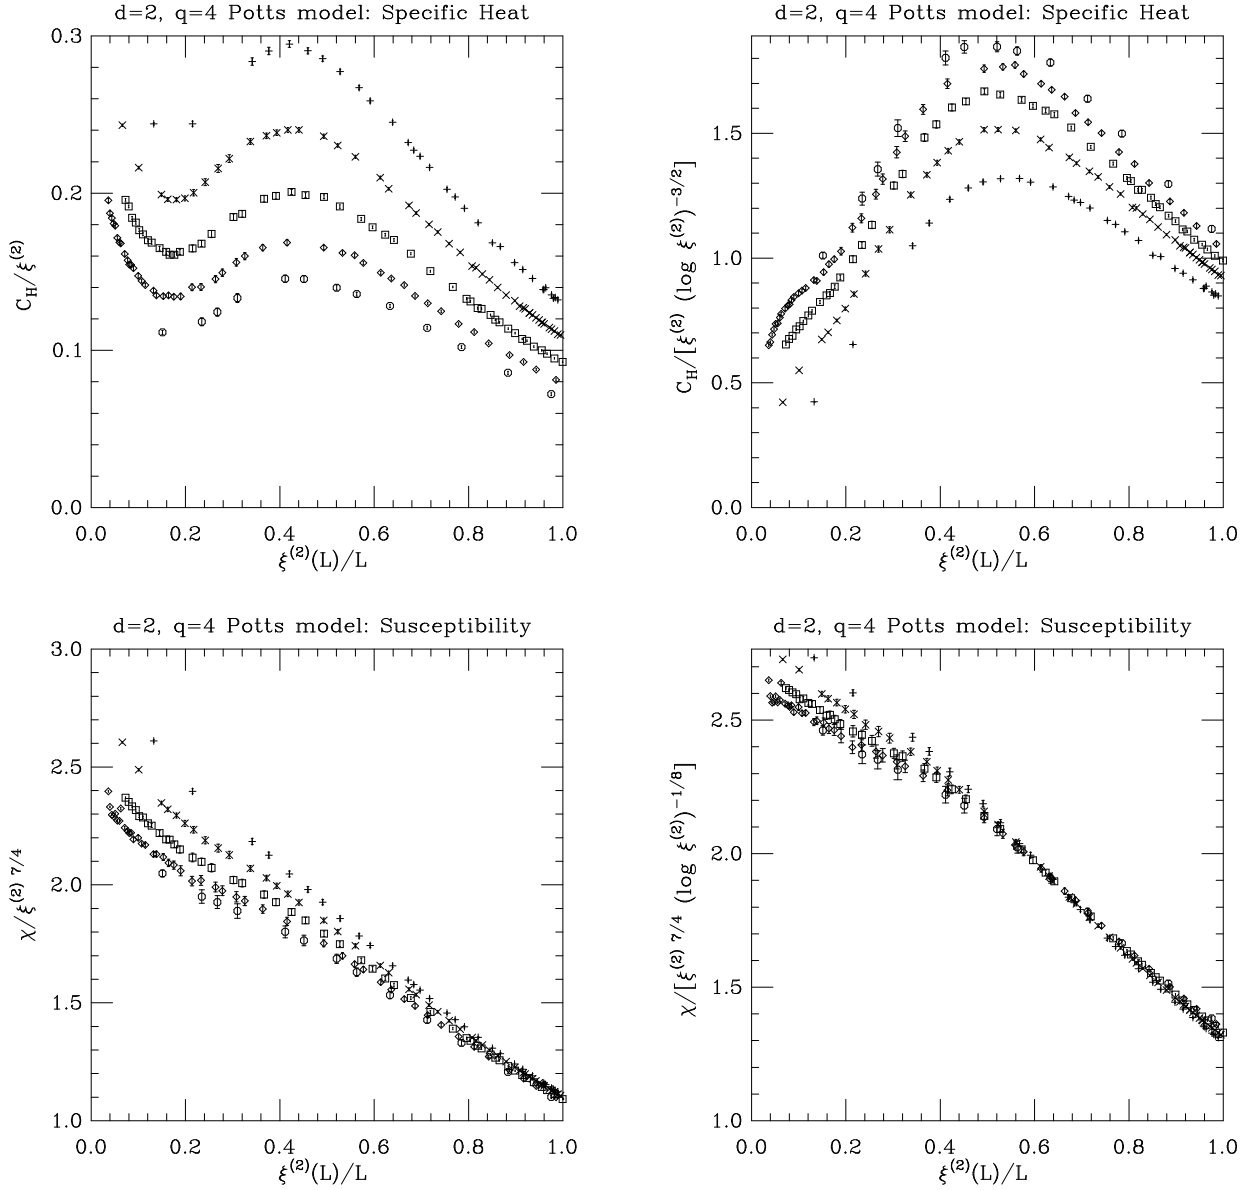 d=2, q=4 Potts model: Specific Heat
0.3
0.2
0.1
0.0
C_H/ξ^(2)
0.0 0.2 0.4 0.6 0.8 1.0
ξ^(2)(L)/L
d=2, q=4 Potts model: Specific Heat
1.5
1.0
0.5
0.0
C_H/[ξ^(2) (log ξ^(2))^−3/2]
0.0 0.2 0.4 0.6 0.8 1.0
ξ^(2)(L)/L
d=2, q=4 Potts model: Susceptibility
3.0
2.5
2.0
1.5
1.0
χ/ξ^(2) 7/4
0.0 0.2 0.4 0.6 0.8 1.0
ξ^(2)(L)/L
d=2, q=4 Potts model: Susceptibility
2.5
2.0
1.5
1.0
χ/[ξ^(2) 7/4 (log ξ^(2))^−1/8]
0.0 0.2 0.4 0.6 0.8 1.0
ξ^(2)(L)/L